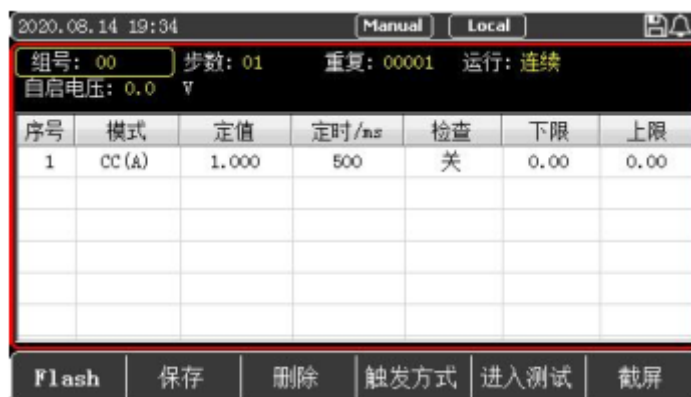 2020.08.14 19:34 Manual Local
组号: 00 步数: 01 重复: 00001 运行: 连续
自启电压: 0.0 V
序号 模式 定值 定时/ms 检查 下限 上限
1 CC(A) 1.000 500 关 0.00 0.00
Flash 保存 删除 触发方式 进入测试 截屏